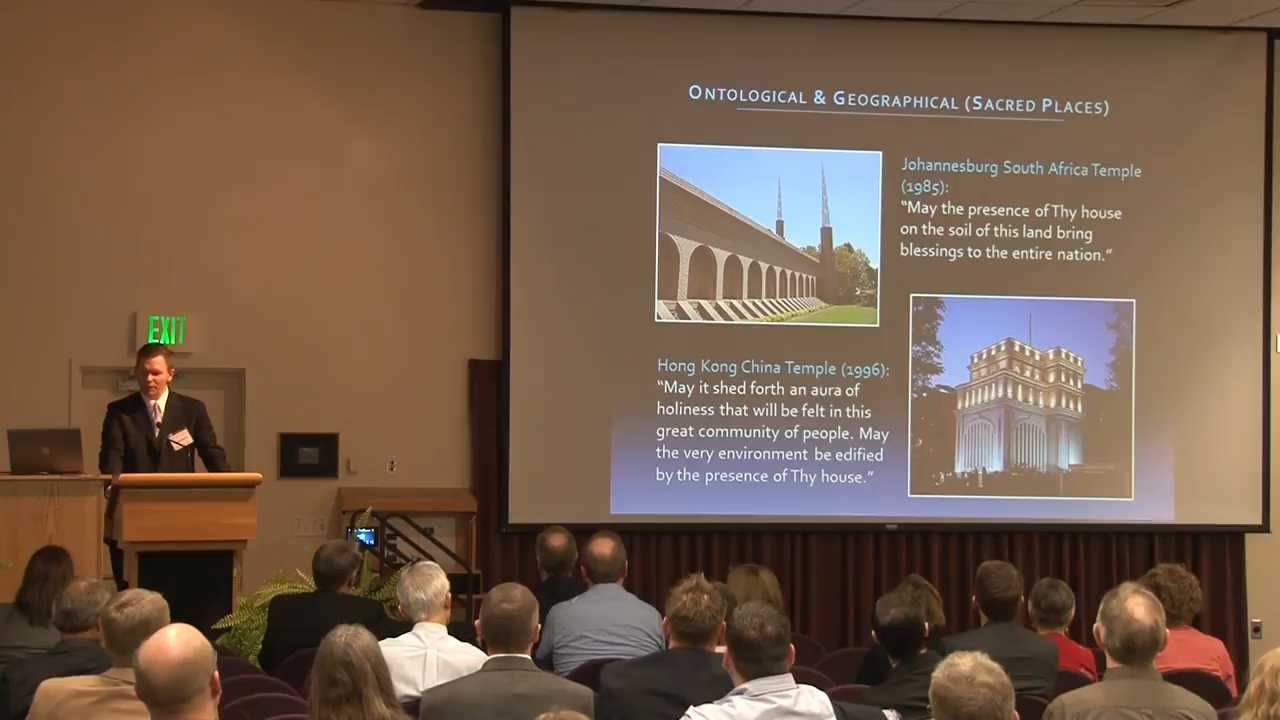 ONTOLOGICAL & GEOGRAPHICAL (SACRED PLACES)
Johannesburg South Africa Temple
(1985):
“May the presence of Thy house
on the soil of this land bring
blessings to the entire nation.”
Hong Kong China Temple (1996):
“May it shed forth an aura of
holiness that will be felt in this
great community of people. May
the very environment be edified
by the presence of Thy house.”
EXIT